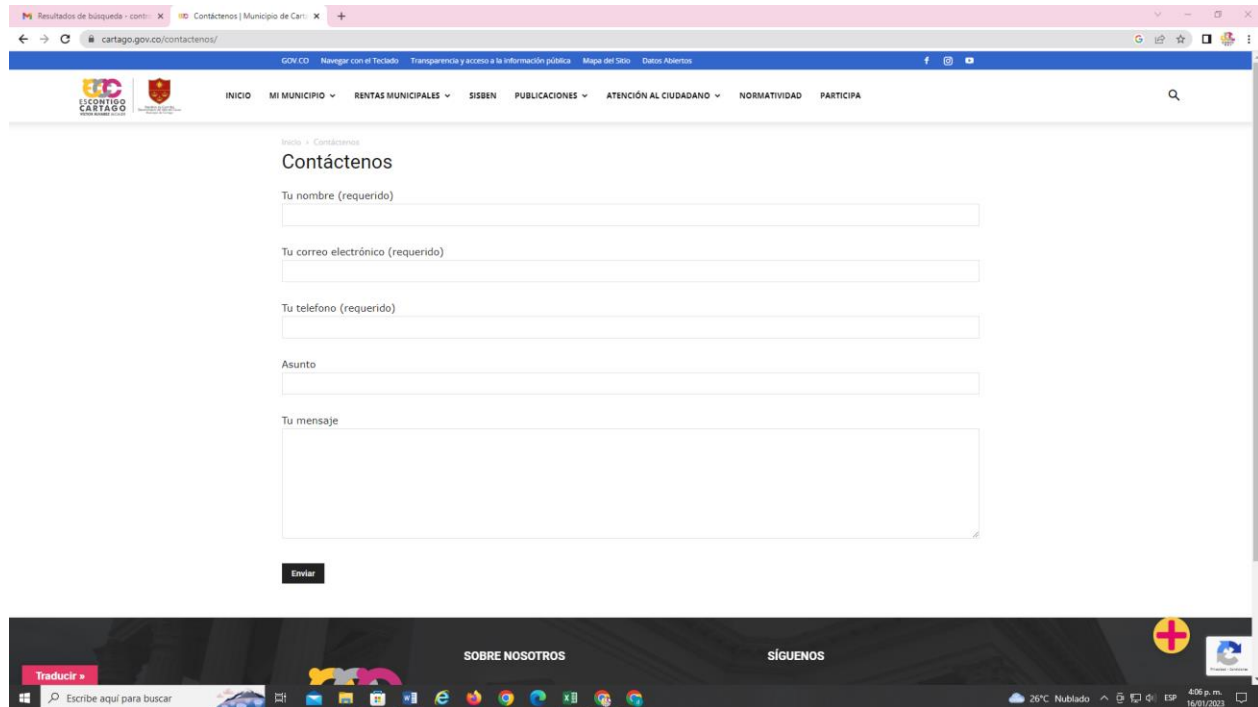 Resultados de búsqueda - contr
Contáctenos | Municipio de Cart
cartago.gov.co/contactenos/
GOV.CO Navegar con el Teclado Transparencia y acceso a la información pública Mapa del Sitio Datos Abiertos
ESCONTIGO
CARTAGO
INICIO MI MUNICIPIO RENTAS MUNICIPALES SISBEN PUBLICACIONES ATENCIÓN AL CIUDADANO NORMATIVIDAD PARTICIPA
Inicio › Contáctenos
Contáctenos
Tu nombre (requerido)
Tu correo electrónico (requerido)
Tu telefono (requerido)
Asunto
Tu mensaje
Enviar
SOBRE NOSOTROS
SÍGUENOS
Traducir »
Escribe aquí para buscar
26°C Nublado
ESP
4:06 p. m.
16/01/2023